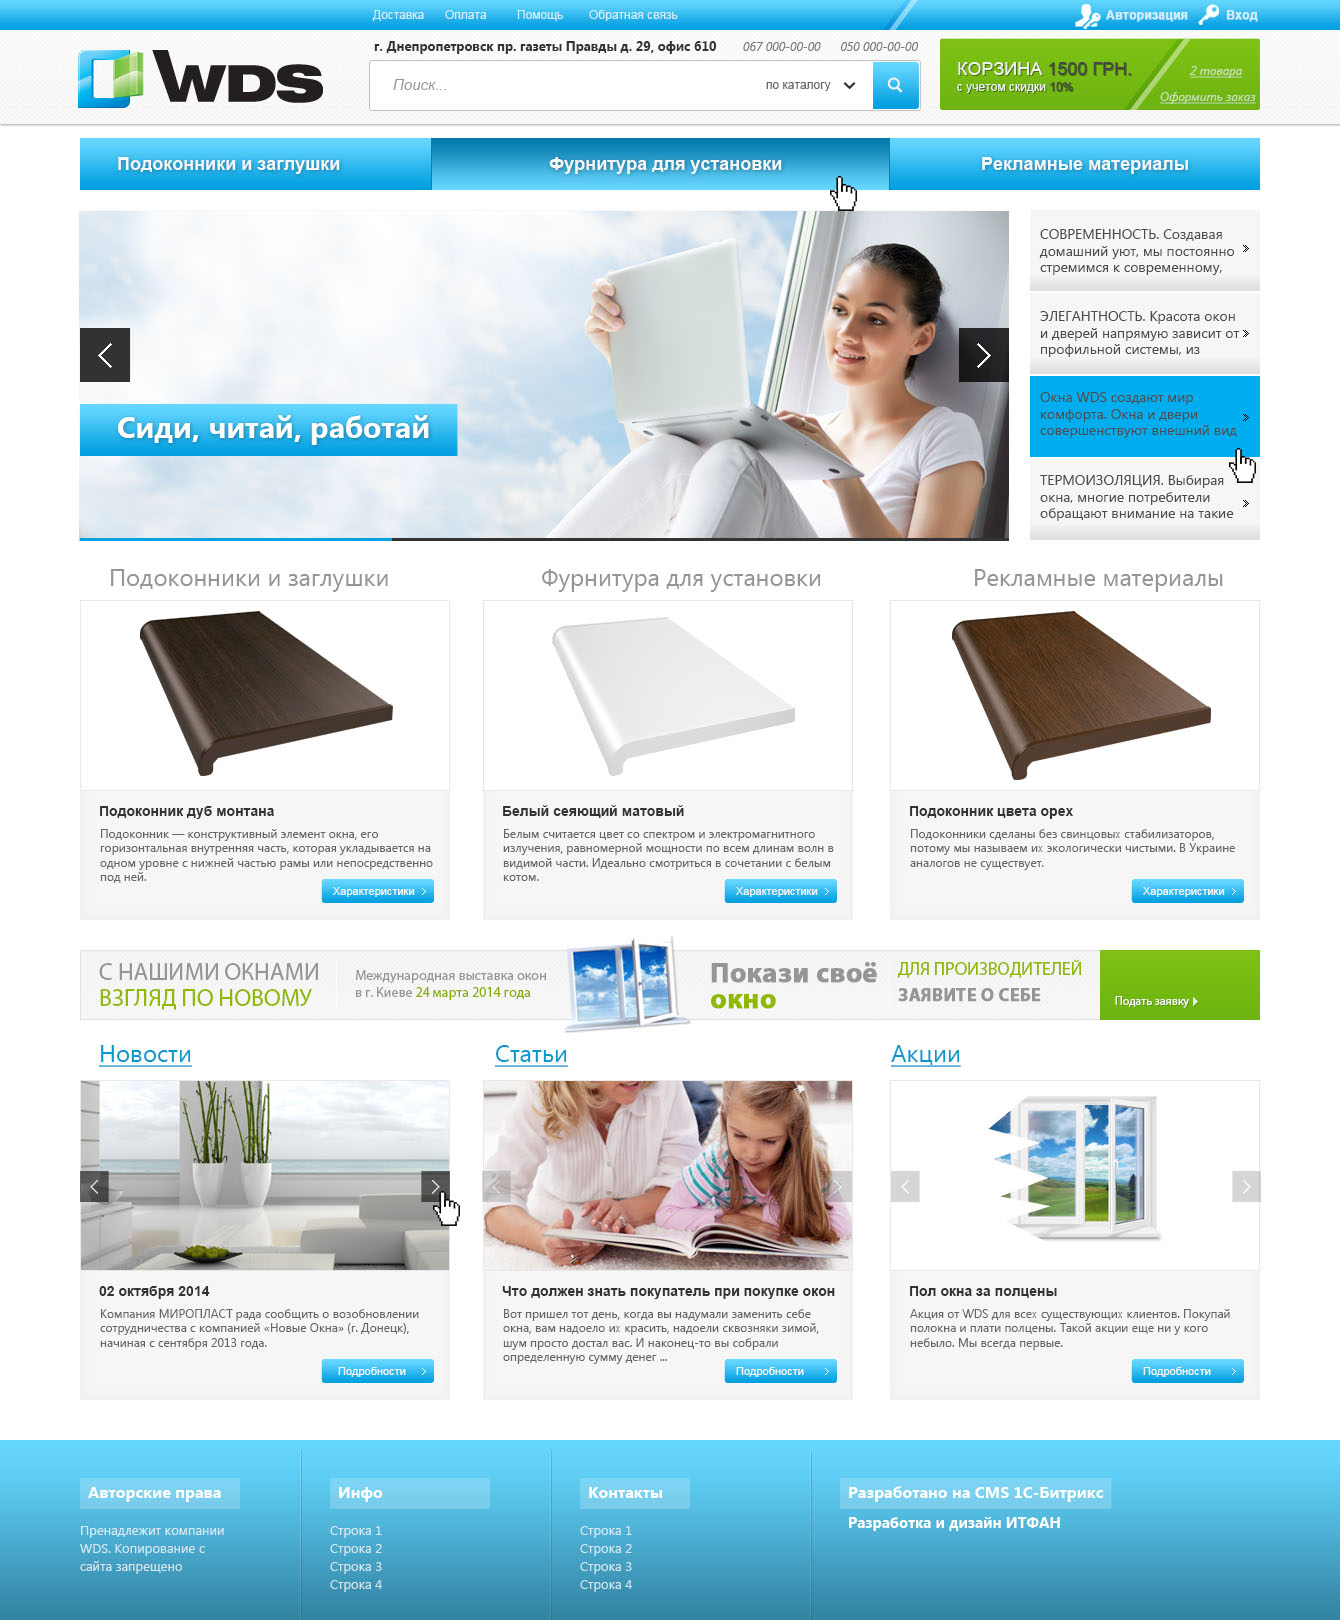 Доставка Оплата Помощь Обратная связь Авторизация Вход
г. Днепропетровск пр. газеты Правды д. 29, офис 610 067 000-00-00 050 000-00-00
WDS
Поиск... по каталогу
КОРЗИНА 1500 ГРН.
с учетом скидки 10%
2 товара
Оформить заказ
Подоконники и заглушки Фурнитура для установки Рекламные материалы
Сиди, читай, работай
СОВРЕМЕННОСТЬ. Создавая
домашний уют, мы постоянно
стремимся к современному,
ЭЛЕГАНТНОСТЬ. Красота окон
и дверей напрямую зависит от
профильной системы, из
Окна WDS создают мир
комфорта. Окна и двери
совершенствуют внешний вид
ТЕРМОИЗОЛЯЦИЯ. Выбирая
окна, многие потребители
обращают внимание на такие
Подоконники и заглушки Фурнитура для установки Рекламные материалы
Подоконник дуб монтана
Подоконник — конструктивный элемент окна, его
горизонтальная внутренняя часть, которая укладывается на
одном уровне с нижней частью рамы или непосредственно
под ней.
Характеристики
Белый сеяющий матовый
Белым считается цвет со спектром и электромагнитного
излучения, равномерной мощности по всем длинам волн в
видимой части. Идеально смотриться в сочетании с белым
котом.
Характеристики
Подоконник цвета орех
Подоконники сделаны без свинцовых стабилизаторов,
потому мы называем их экологически чистыми. В Украине
аналогов не существует.
Характеристики
С НАШИМИ ОКНАМИ
ВЗГЛЯД ПО НОВОМУ
Международная выставка окон
в г. Киеве 24 марта 2014 года
Покази своё
окно
ДЛЯ ПРОИЗВОДИТЕЛЕЙ
ЗАЯВИТЕ О СЕБЕ
Подать заявку
Новости Статьи Акции
02 октября 2014
Компания МИРОПЛАСТ рада сообщить о возобновлении
сотрудничества с компанией «Новые Окна» (г. Донецк),
начиная с сентября 2013 года.
Подробности
Что должен знать покупатель при покупке окон
Вот пришел тот день, когда вы надумали заменить себе
окна, вам надоело их красить, надоели сквозняки зимой,
шум просто достал вас. И наконец-то вы собрали
определенную сумму денег ...
Подробности
Пол окна за полцены
Акция от WDS для всех существующих клиентов. Покупай
полокна и плати полцены. Такой акции еще ни у кого
небыло. Мы всегда первые.
Подробности
Авторские права
Пренадлежит компании
WDS. Копирование с
сайта запрещено
Инфо
Строка 1
Строка 2
Строка 3
Строка 4
Контакты
Строка 1
Строка 2
Строка 3
Строка 4
Разработано на CMS 1С-Битрикс
Разработка и дизайн ИТФАН